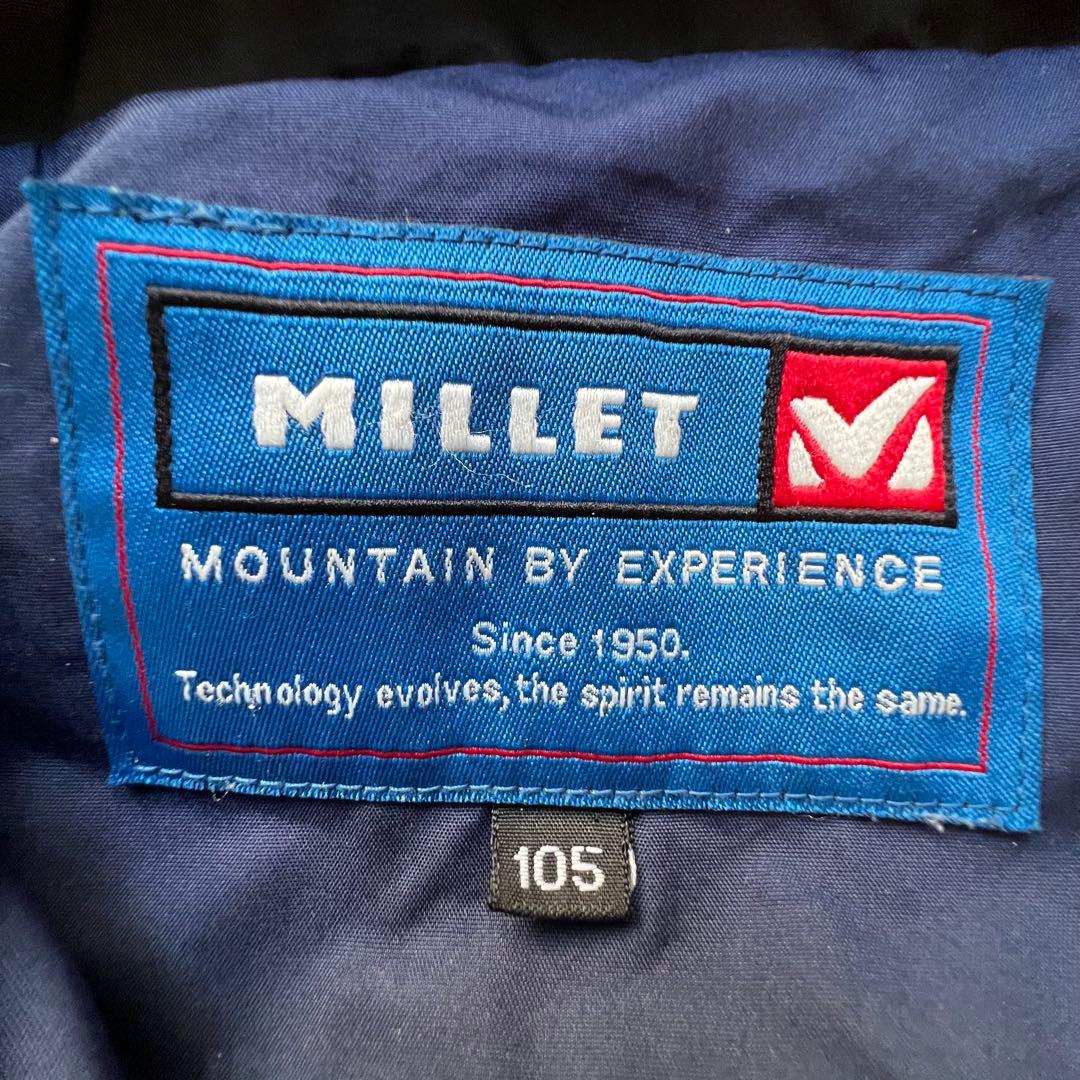 MILLET
MOUNTAIN BY EXPERIENCE
Since 1950.
Technology evolves, the spirit remains the same.
105